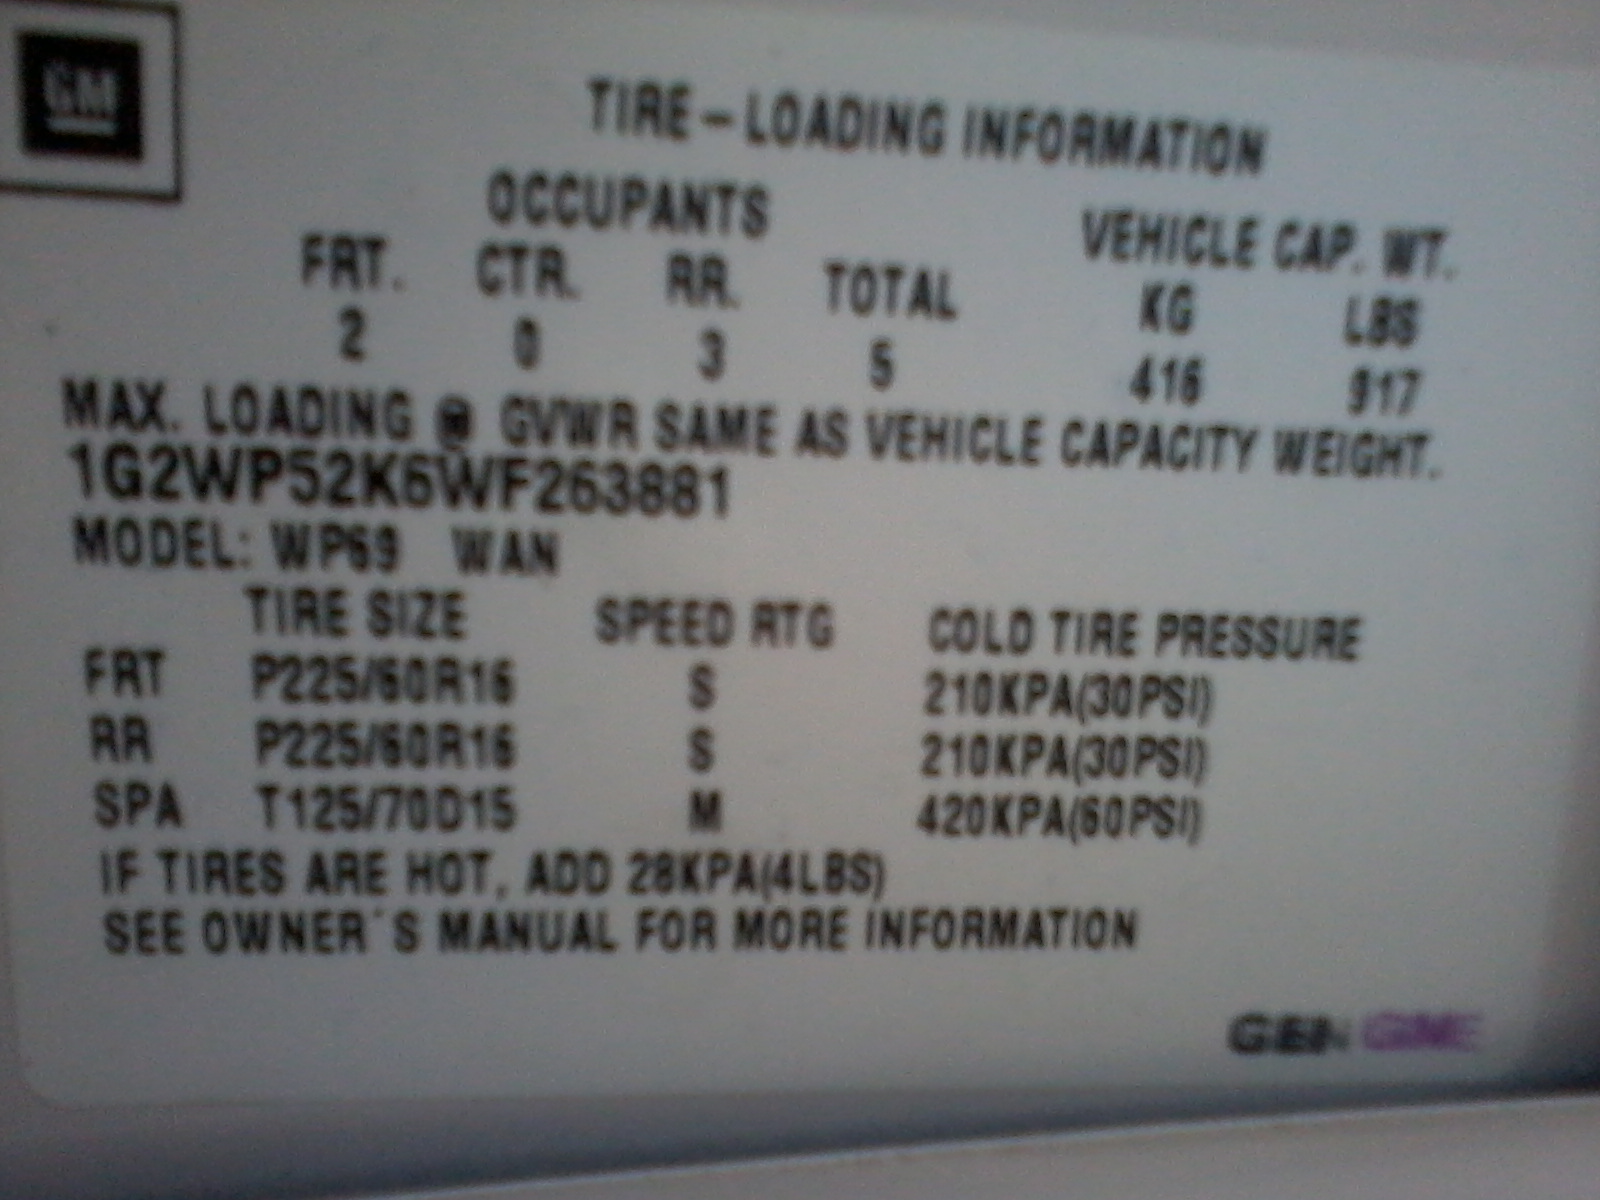 GM
TIRE - LOADING INFORMATION
OCCUPANTS VEHICLE CAP. WT.
FRT. CTR. RR. TOTAL KG LBS
2 0 3 5 416 917
MAX. LOADING @ GVWR SAME AS VEHICLE CAPACITY WEIGHT.
1G2WP52K6WF263881
MODEL: WP69 WAN
TIRE SIZE SPEED RTG COLD TIRE PRESSURE
FRT P225/60R16 S 210KPA(30PSI)
RR P225/60R16 S 210KPA(30PSI)
SPA T125/70D15 M 420KPA(60PSI)
IF TIRES ARE HOT, ADD 28KPA(4LBS)
SEE OWNER'S MANUAL FOR MORE INFORMATION